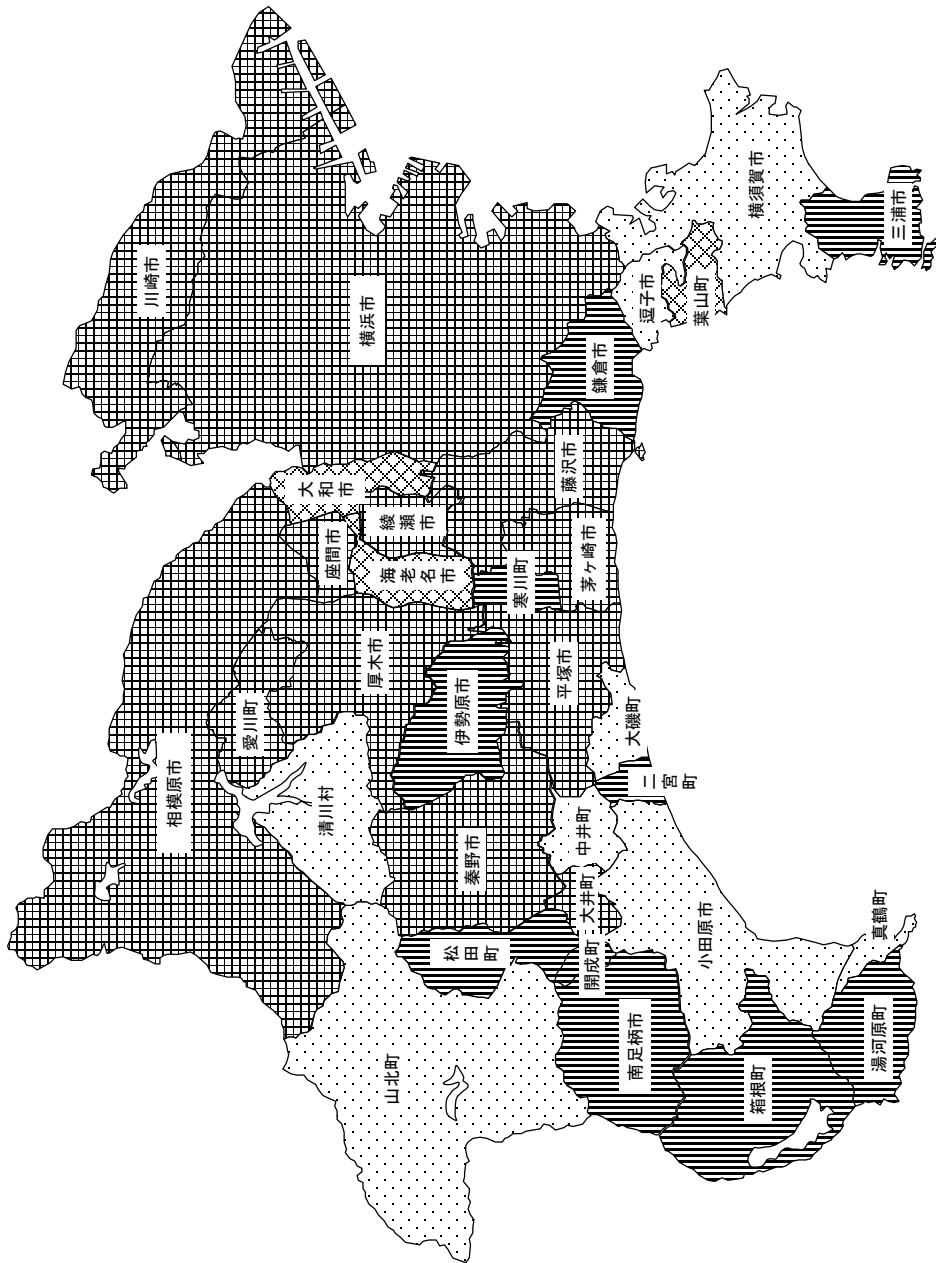 川崎市
横浜市
相模原市
大和市
座間市
綾瀬市
海老名市
愛川町
厚木市
清川村
伊勢原市
寒川町
藤沢市
茅ヶ崎市
平塚市
鎌倉市
逗子市
葉山町
横須賀市
三浦市
秦野市
中井町
大磯町
二宮町
大井町
松田町
開成町
小田原市
真鶴町
湯河原町
箱根町
南足柄市
山北町